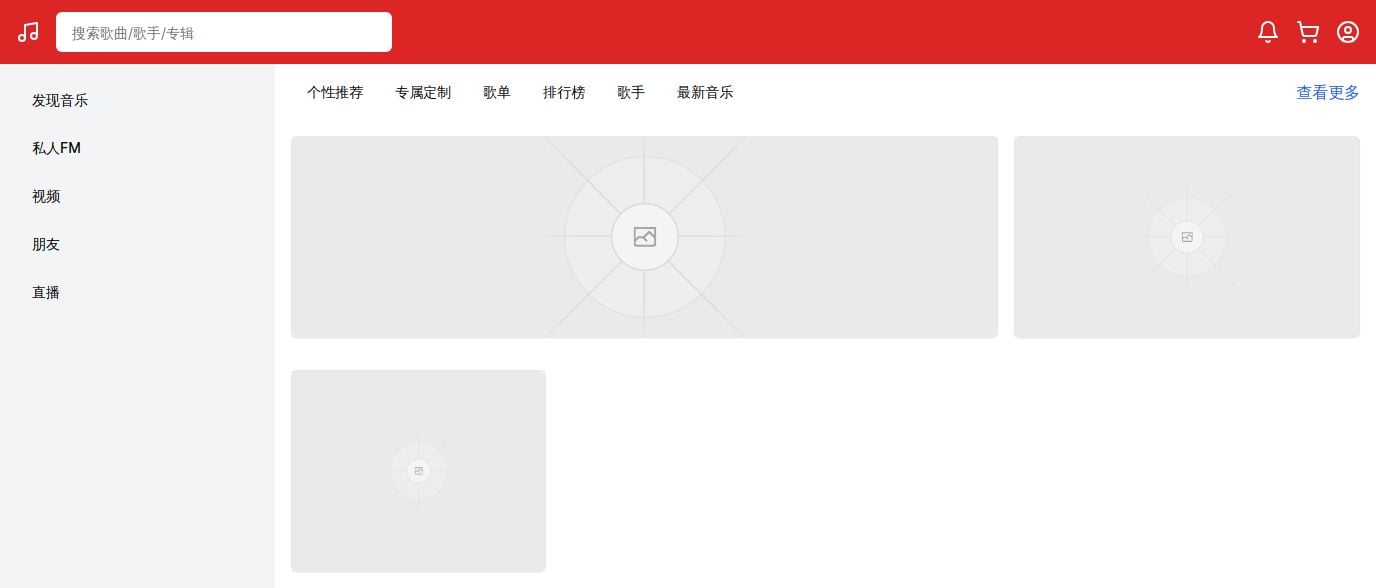 搜索歌曲/歌手/专辑
发现音乐
私人FM
视频
朋友
直播
个性推荐 专属定制 歌单 排行榜 歌手 最新音乐 查看更多